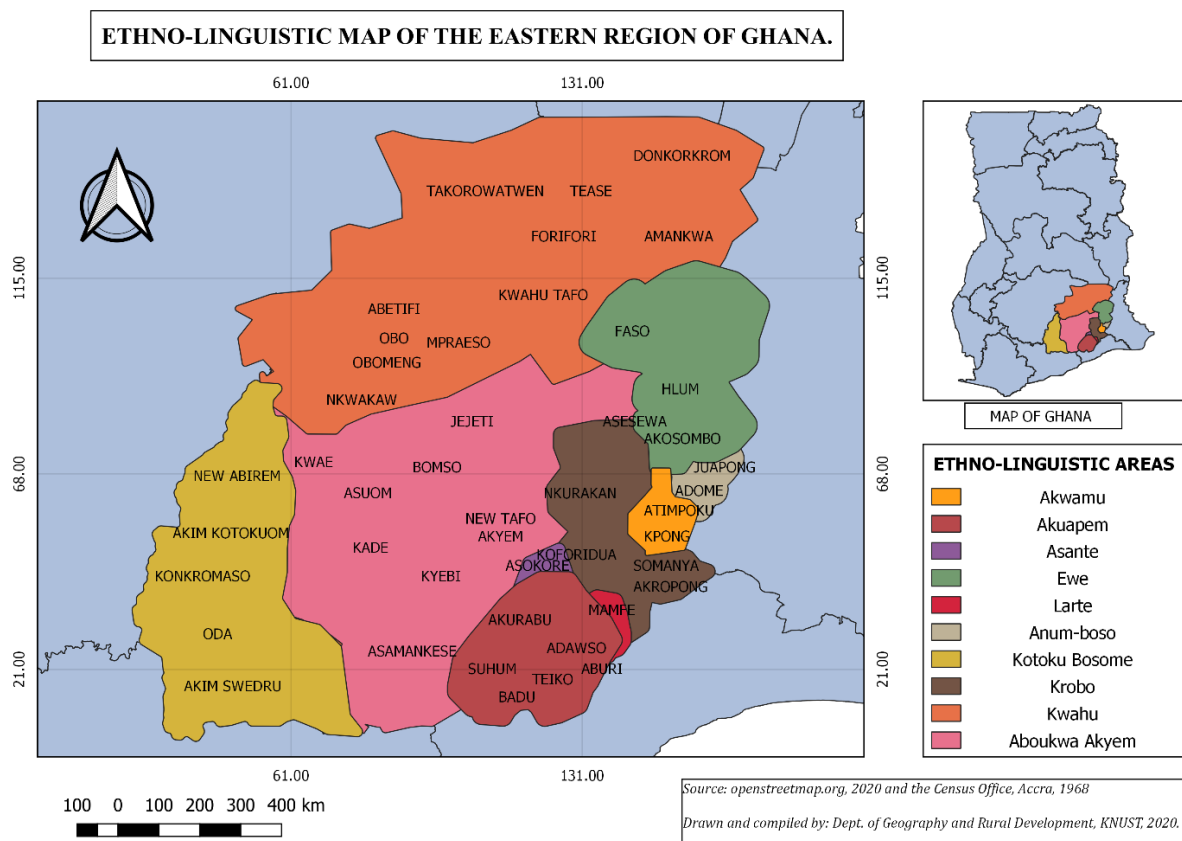 ETHNO-LINGUISTIC MAP OF THE EASTERN REGION OF GHANA.
61.00
131.00
DONKORKROM
TAKOROWATWEN
TEASE
FORIFORI
AMANKWA
115.00
115.00
KWAHU TAFO
ABETIFI
FASO
OBO
MPRAESO
OBOMENG
HLUM
NKWAKAW
JEJETI
ASESEWA
AKOSOMBO
KWAE
BOMSO
JUAPONG
68.00
68.00
NEW ABIREM
ASUOM
NKURAKAN
ADOME
ATIMPOKU
NEW TAFO
AKYEM
AKIM KOTOKUOM
KPONG
KADE
KOFORIDUA
ASOKORE
SOMANYA
KONKROMASO
KYEBI
AKROPONG
MAMFE
AKURABU
ODA
ASAMANKESE
ADAWSO
21.00
SUHUM
ABURI
21.00
TEIKO
AKIM SWEDRU
BADU
61.00
131.00
100 0 100 200 300 400 km
MAP OF GHANA
ETHNO-LINGUISTIC AREAS
Akwamu
Akuapem
Asante
Ewe
Larte
Anum-boso
Kotoku Bosome
Krobo
Kwahu
Aboukwa Akyem
Source: openstreetmap.org, 2020 and the Census Office, Accra, 1968
Drawn and compiled by: Dept. of Geography and Rural Development, KNUST, 2020.